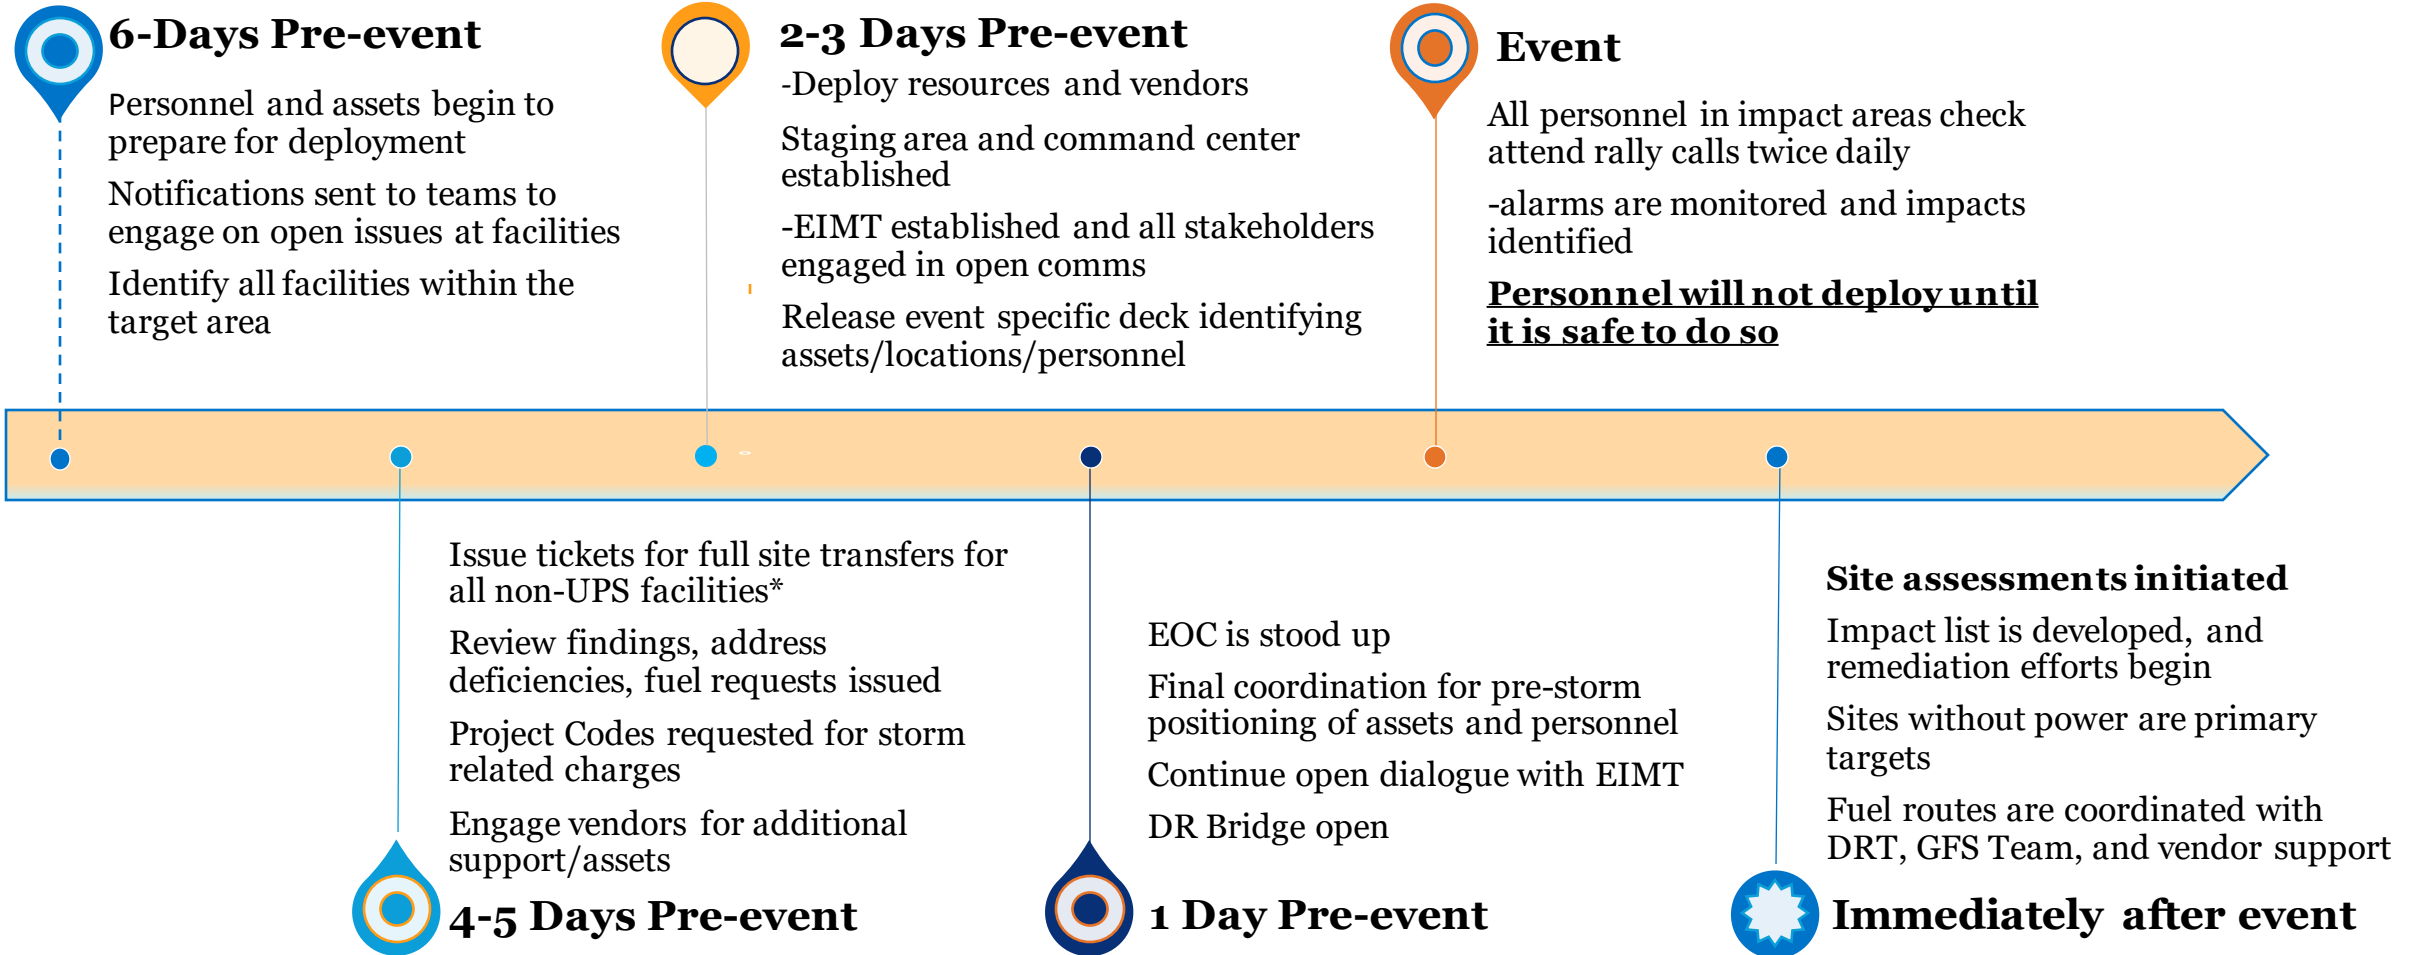 6-Days Pre-event
Personnel and assets begin to
prepare for deployment
Notifications sent to teams to
engage on open issues at facilities
Identify all facilities within the
target area
2-3 Days Pre-event
-Deploy resources and vendors
Staging area and command center
established
-EIMT established and all stakeholders
engaged in open comms
Release event specific deck identifying
assets/locations/personnel
Event
All personnel in impact areas check
attend rally calls twice daily
-alarms are monitored and impacts
identified
Personnel will not deploy until
it is safe to do so
Issue tickets for full site transfers for
all non-UPS facilities*
Review findings, address
deficiencies, fuel requests issued
Project Codes requested for storm
related charges
Engage vendors for additional
support/assets
4-5 Days Pre-event
EOC is stood up
Final coordination for pre-storm
positioning of assets and personnel
Continue open dialogue with EIMT
DR Bridge open
1 Day Pre-event
Site assessments initiated
Impact list is developed, and
remediation efforts begin
Sites without power are primary
targets
Fuel routes are coordinated with
DRT, GFS Team, and vendor support
Immediately after event